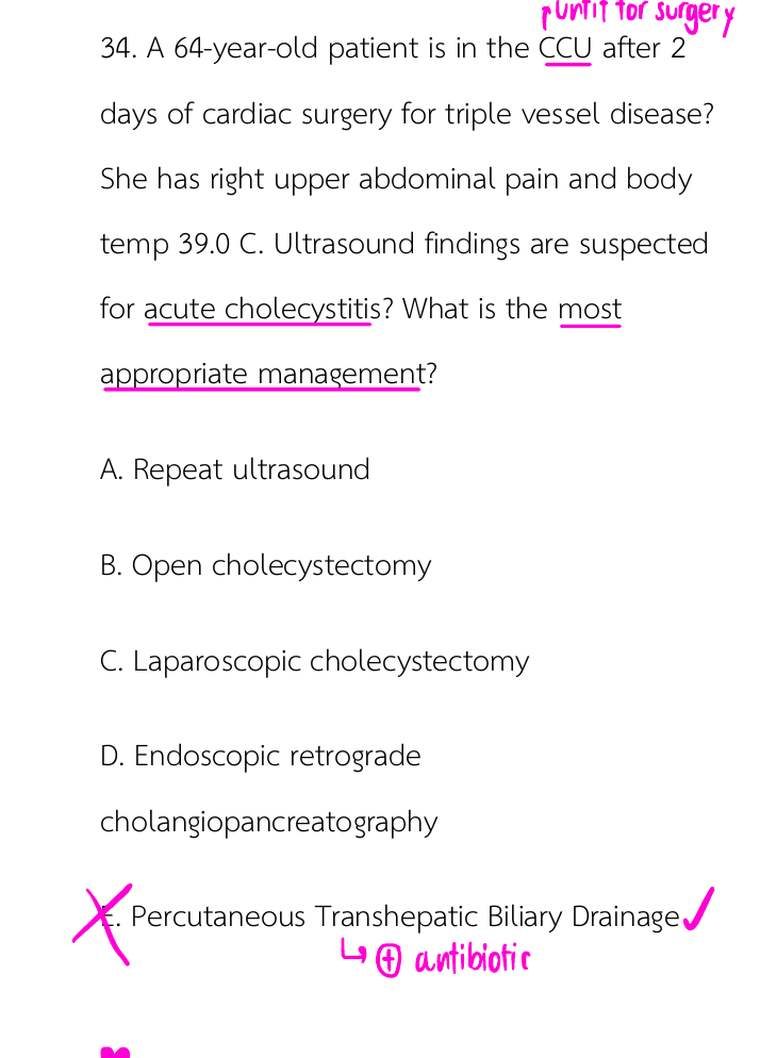 ↑unfit for surgery
34. A 64-year-old patient is in the CCU after 2
days of cardiac surgery for triple vessel disease?
She has right upper abdominal pain and body
temp 39.0 C. Ultrasound findings are suspected
for acute cholecystitis? What is the most
appropriate management?
A. Repeat ultrasound
B. Open cholecystectomy
C. Laparoscopic cholecystectomy
D. Endoscopic retrograde
cholangiopancreatography
E. Percutaneous Transhepatic Biliary Drainage ✓
↳ ⊕ antibiotic